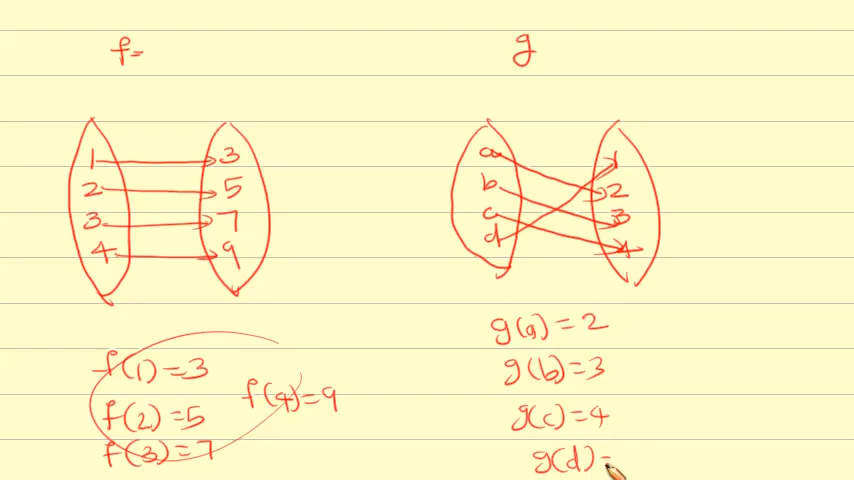 f=
g
1 3
2 5
3 7
4 9
a 1
b 2
c 3
d 4
f(1)=3
f(2)=5
f(3)=7
f(4)=9
g(a)=2
g(b)=3
g(c)=4
g(d)=